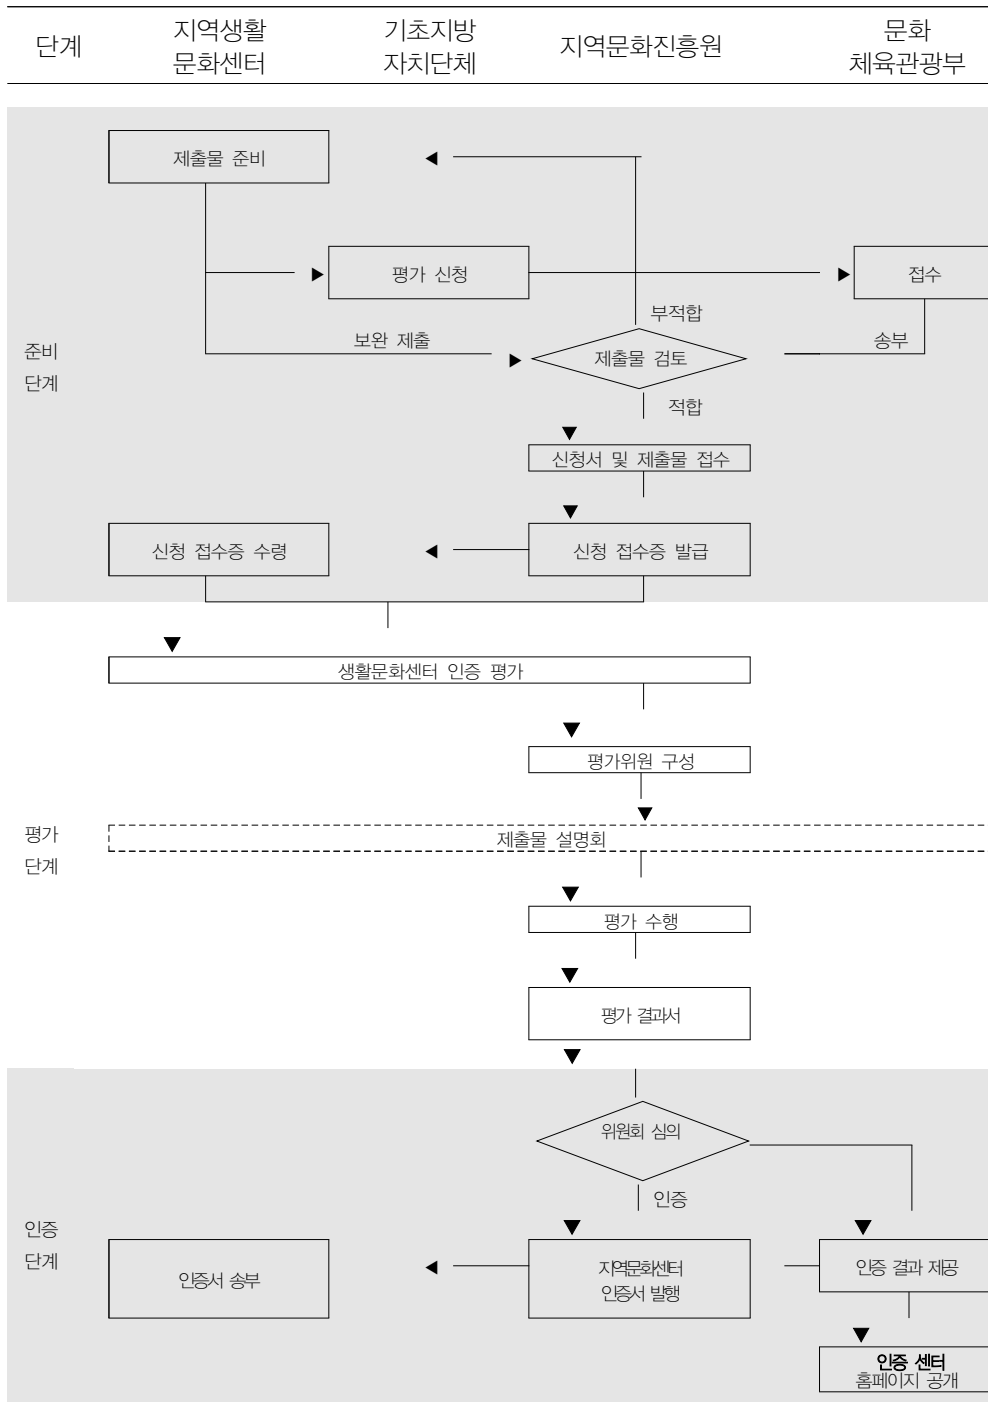 단계
지역생활
문화센터
기초지방
자치단체
지역문화진흥원
문화
체육관광부
제출물 준비
평가 신청
접수
부적합
준비
단계
보완 제출
제출물 검토
송부
적합
신청서 및 제출물 접수
신청 접수증 수령
신청 접수증 발급
생활문화센터 인증 평가
평가위원 구성
평가
단계
제출물 설명회
평가 수행
평가 결과서
위원회 심의
인증
인증
단계
인증서 송부
지역문화센터
인증서 발행
인증 결과 제공
인증 센터
홈페이지 공개